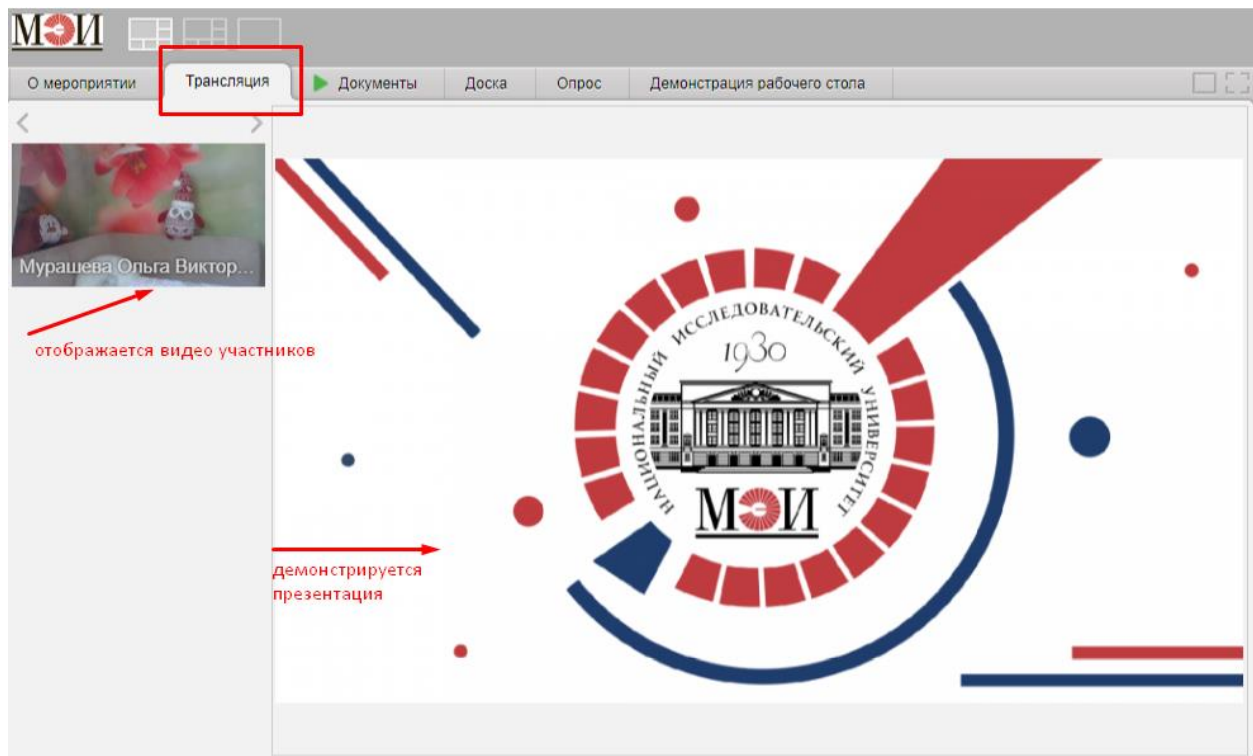 МЭИ
О мероприятии
Трансляция
Документы
Доска
Опрос
Демонстрация рабочего стола
Мурашева Ольга Виктор...
отображается видео участников
НАЦИОНАЛЬНЫЙ ИССЛЕДОВАТЕЛЬСКИЙ УНИВЕРСИТЕТ
1930
МЭИ
демонстрируется
презентация